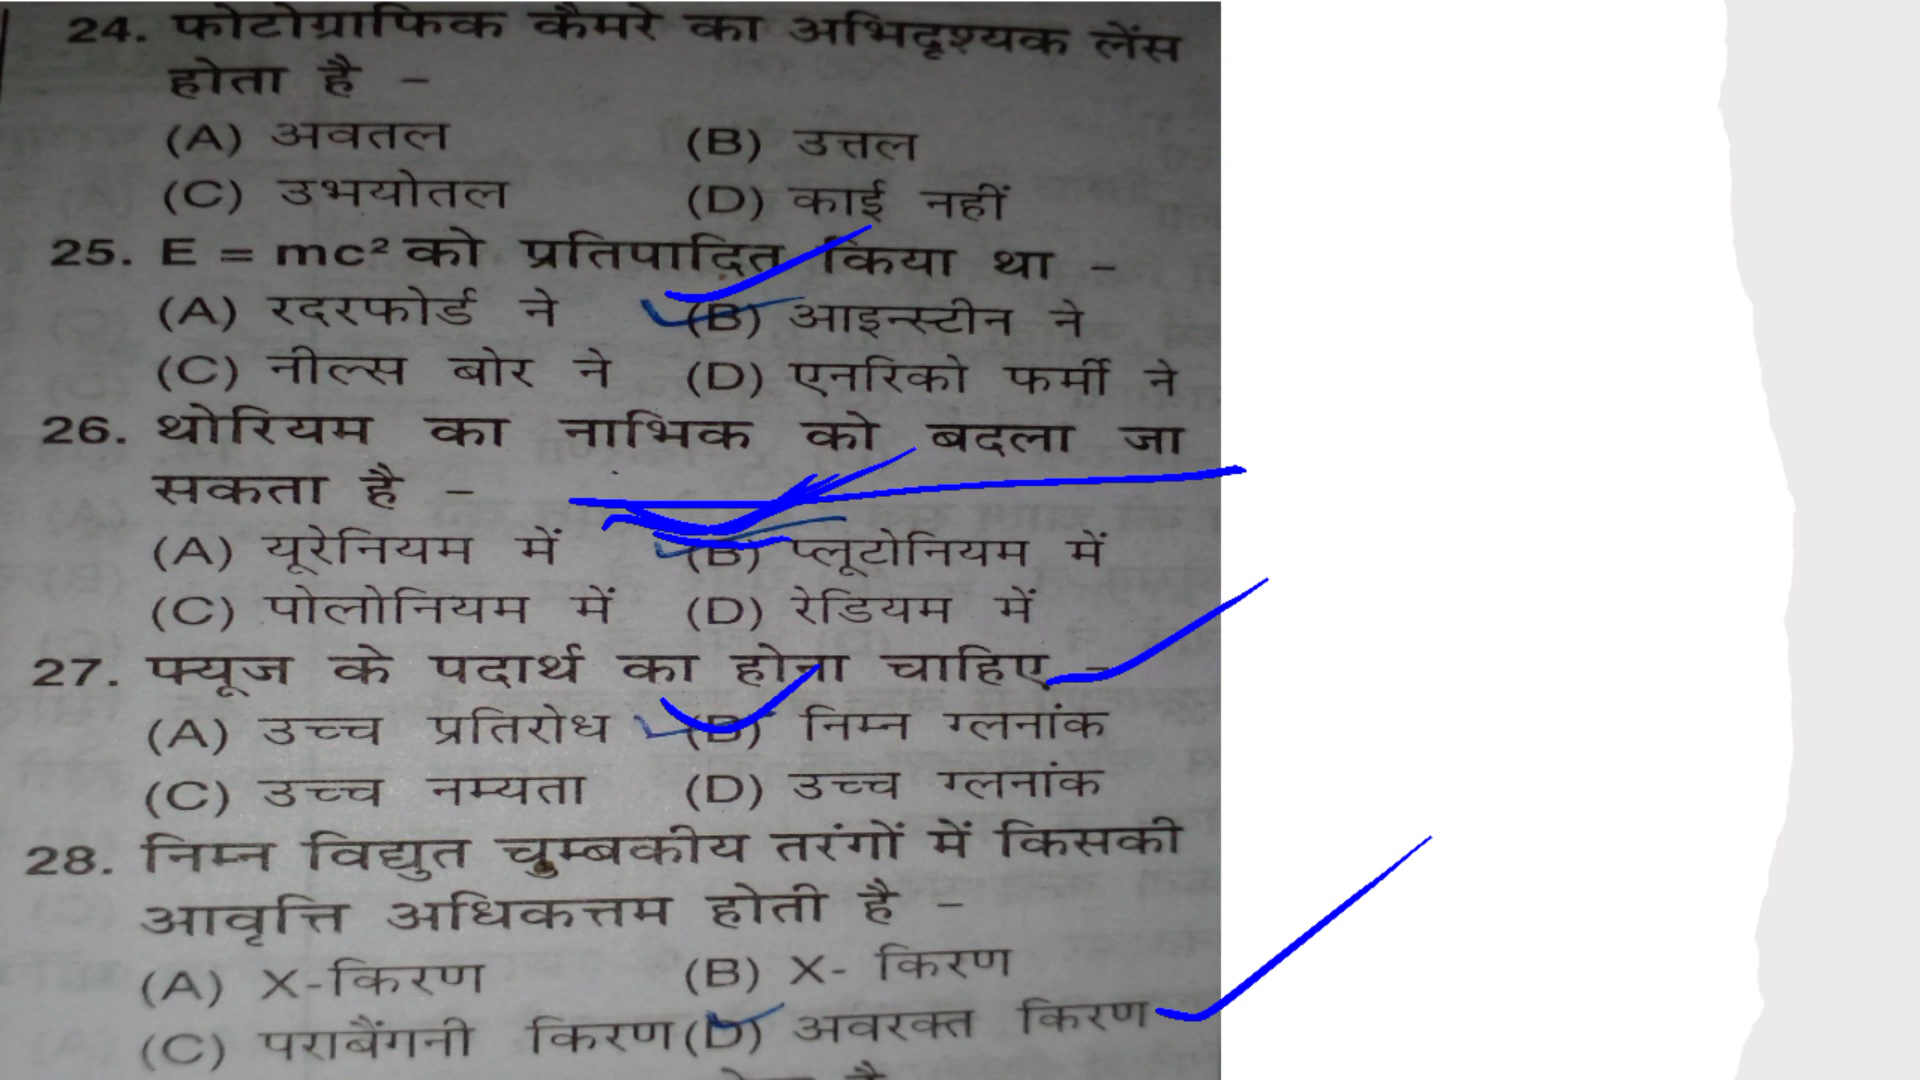 24. फोटोग्राफिक कैमरे का अभिदृश्यक लेंस
होता है -
(A) अवतल (B) उत्तल
(C) उभयोतल (D) काई नहीं
25. E = mc² को प्रतिपादित किया था -
(A) रदरफोर्ड ने (B) आइन्स्टीन ने
(C) नील्स बोर ने (D) एनरिको फर्मी ने
26. थोरियम का नाभिक को बदला जा
सकता है -
(A) यूरेनियम में (B) प्लूटोनियम में
(C) पोलोनियम में (D) रेडियम में
27. फ्यूज के पदार्थ का होना चाहिए -
(A) उच्च प्रतिरोध (B) निम्न ग्लनांक
(C) उच्च नम्यता (D) उच्च ग्लनांक
28. निम्न विद्युत चुम्बकीय तरंगों में किसकी
आवृत्ति अधिकत्तम होती है -
(A) X-किरण (B) X- किरण
(C) पराबैंगनी किरण (D) अवरक्त किरण